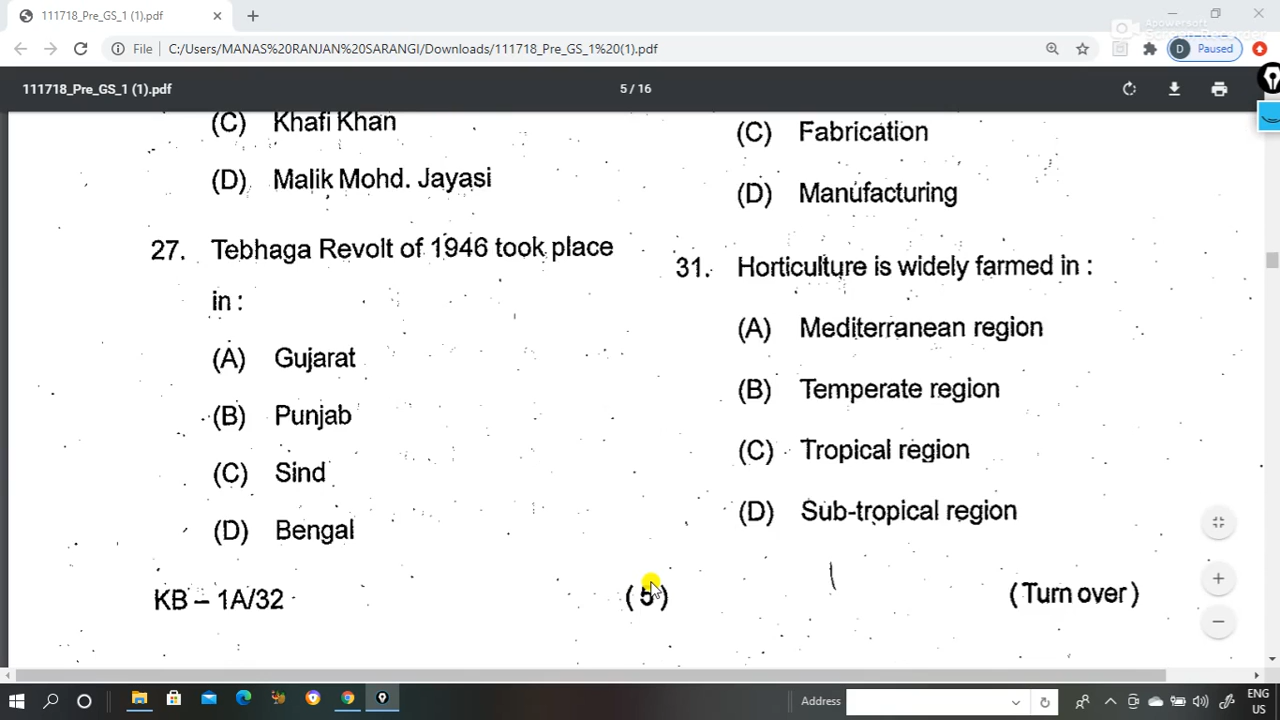 111718_Pre_GS_1 (1).pdf
Apowersoft
Screen Recorder
File C:/Users/MANAS%20RANJAN%20SARANGI/Downloads/111718_Pre_GS_1%20(1).pdf
D Paused
111718_Pre_GS_1 (1).pdf
5 / 16
(C) Khafi Khan
(D) Malik Mohd. Jayasi
27. Tebhaga Revolt of 1946 took place
in :
(A) Gujarat
(B) Punjab
(C) Sind
(D) Bengal
KB – 1A/32
( 5 )
(C) Fabrication
(D) Manufacturing
31. Horticulture is widely farmed in :
(A) Mediterranean region
(B) Temperate region
(C) Tropical region
(D) Sub-tropical region
( Turn over )
Address
ENG
US